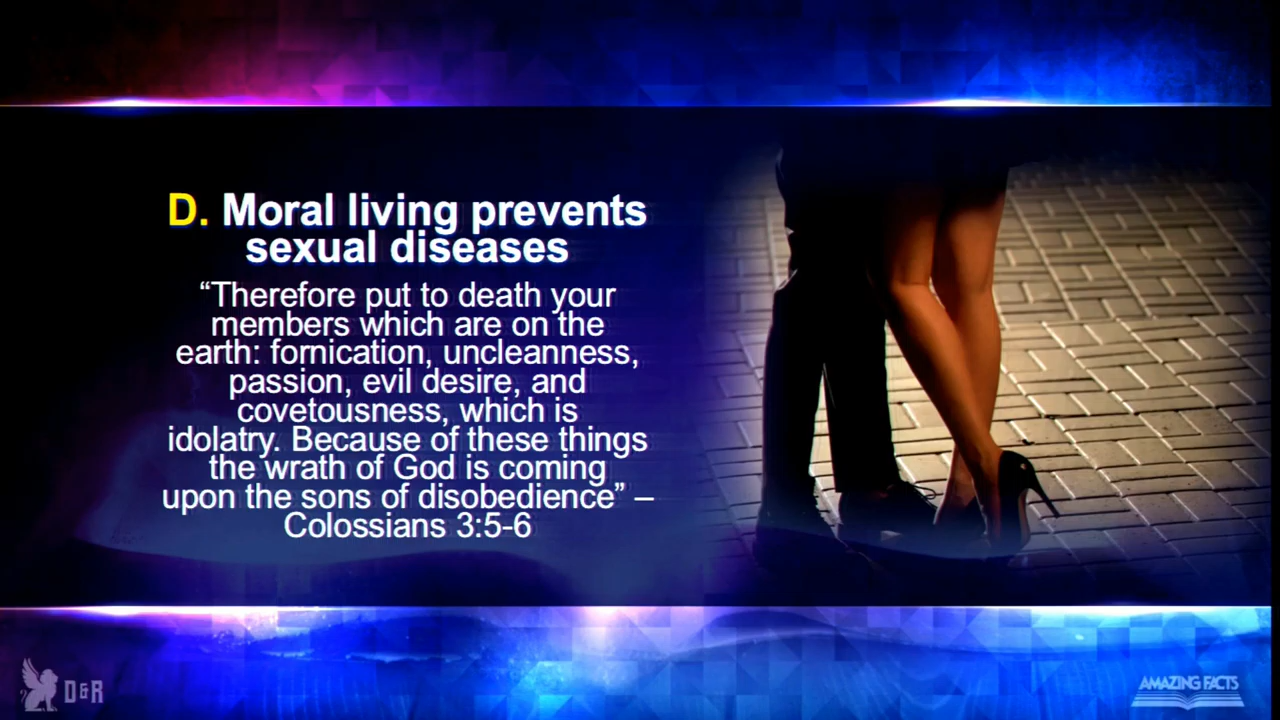 D. Moral living prevents
sexual diseases
“Therefore put to death your
members which are on the
earth: fornication, uncleanness,
passion, evil desire, and
covetousness, which is
idolatry. Because of these things
the wrath of God is coming
upon the sons of disobedience” –
Colossians 3:5-6
D&R
AMAZING FACTS